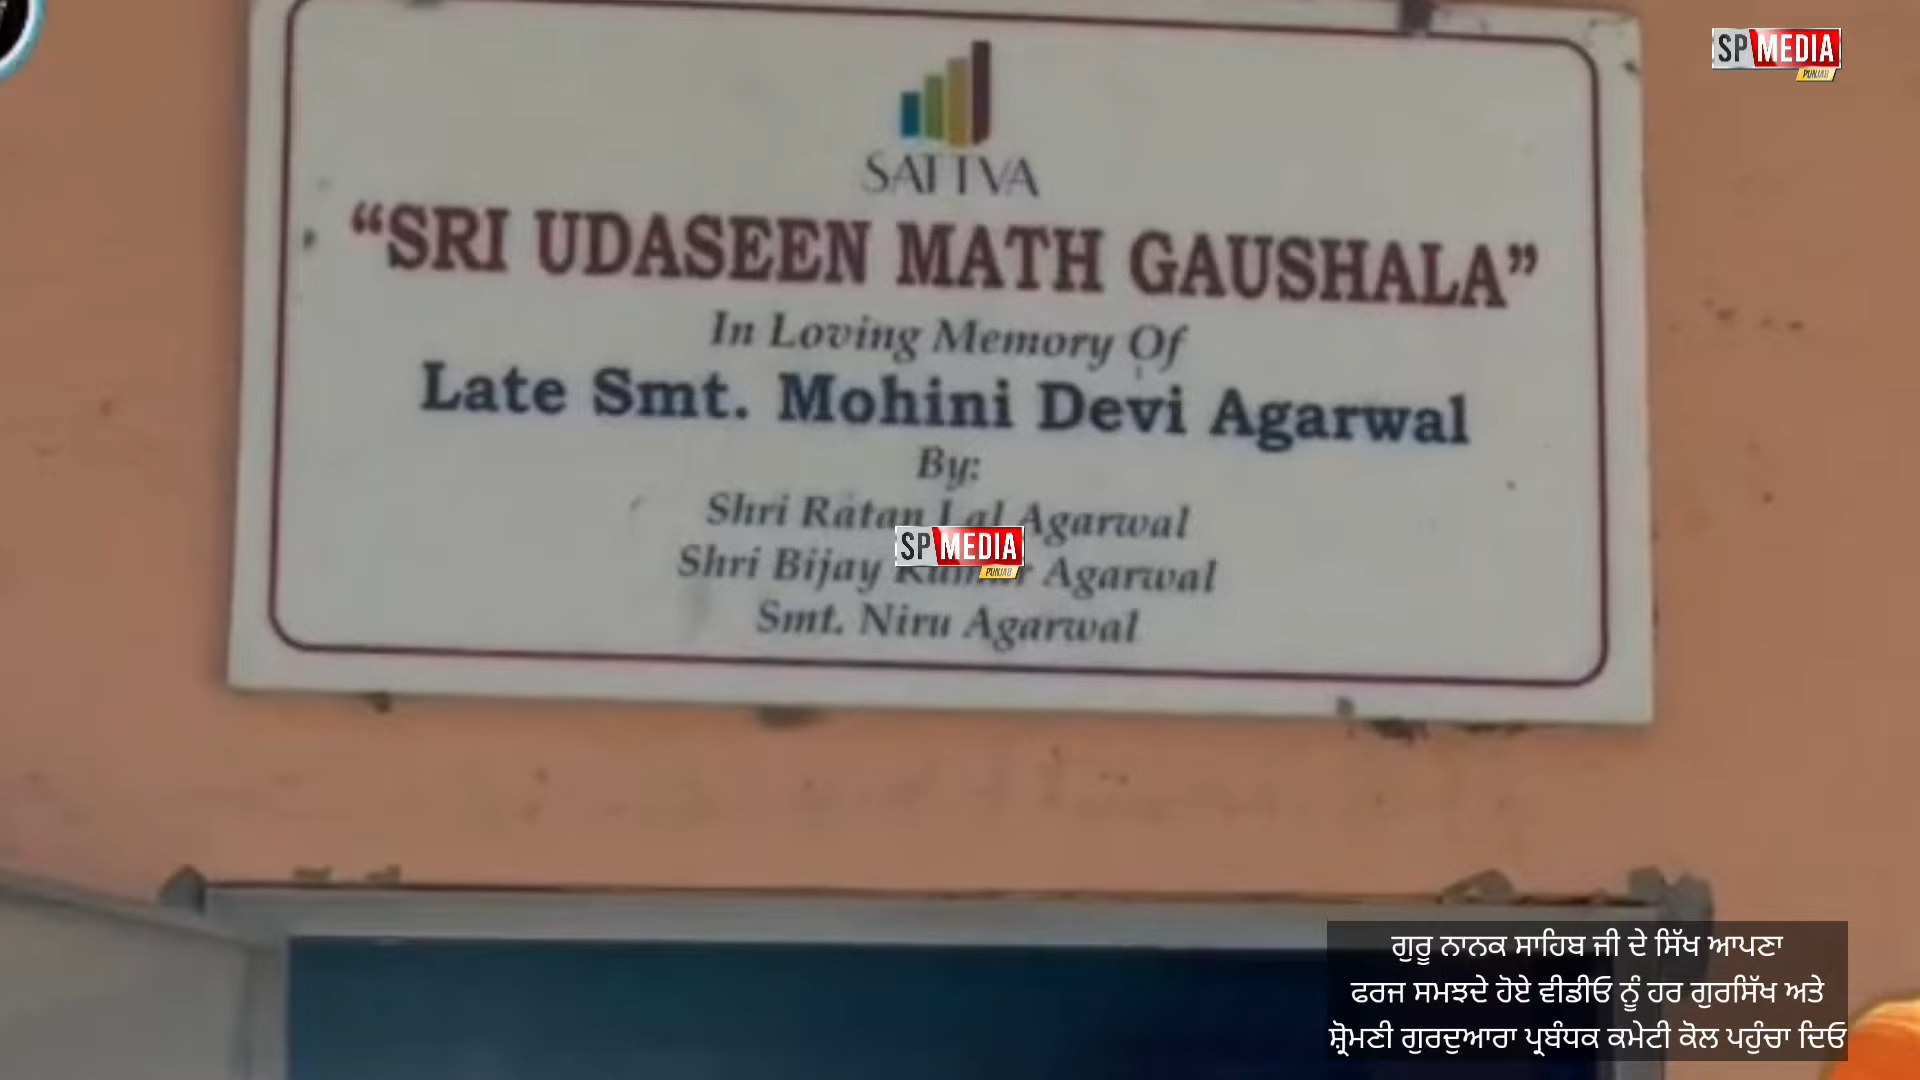 SP MEDIA
PUNJAB
SATTVA
“SRI UDASEEN MATH GAUSHALA”
In Loving Memory Of
Late Smt. Mohini Devi Agarwal
By:
Shri Ratan Lal Agarwal
SP MEDIA
PUNJAB
Shri Bijay Kumar Agarwal
Smt. Niru Agarwal
ਗੁਰੂ ਨਾਨਕ ਸਾਹਿਬ ਜੀ ਦੇ ਸਿੱਖ ਆਪਣਾ
ਫਰਜ ਸਮਝਦੇ ਹੋਏ ਵੀਡੀਓ ਨੂੰ ਹਰ ਗੁਰਸਿੱਖ ਅਤੇ
ਸ਼੍ਰੋਮਣੀ ਗੁਰਦੁਆਰਾ ਪ੍ਰਬੰਧਕ ਕਮੇਟੀ ਕੋਲ ਪਹੁੰਚਾ ਦਿਓ